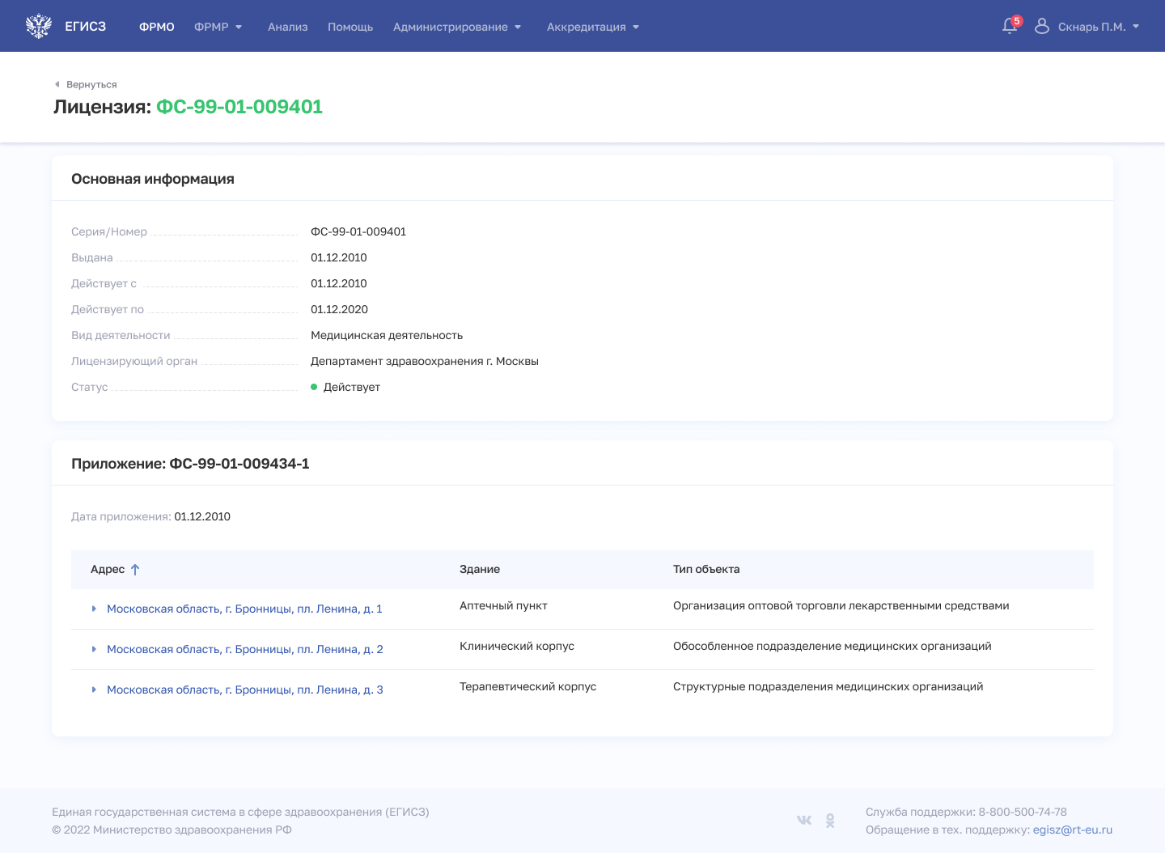 ЕГИСЗ ФРМО ФРМР Анализ Помощь Администрирование Аккредитация 5 Скнарь П.М.
Вернуться
Лицензия: ФС-99-01-009401
Основная информация
Серия/Номер ФС-99-01-009401
Выдана 01.12.2010
Действует с 01.12.2010
Действует по 01.12.2020
Вид деятельности Медицинская деятельность
Лицензирующий орган Департамент здравоохранения г. Москвы
Статус Действует
Приложение: ФС-99-01-009434-1
Дата приложения: 01.12.2010
Адрес Здание Тип объекта
Московская область, г. Бронницы, пл. Ленина, д. 1 Аптечный пункт Организация оптовой торговли лекарственными средствами
Московская область, г. Бронницы, пл. Ленина, д. 2 Клинический корпус Обособленное подразделение медицинских организаций
Московская область, г. Бронницы, пл. Ленина, д. 3 Терапевтический корпус Структурные подразделения медицинских организаций
Единая государственная система в сфере здравоохранения (ЕГИСЗ) Служба поддержки: 8-800-500-74-78
© 2022 Министерство здравоохранения РФ Обращение в тех. поддержку: egisz@rt-eu.ru